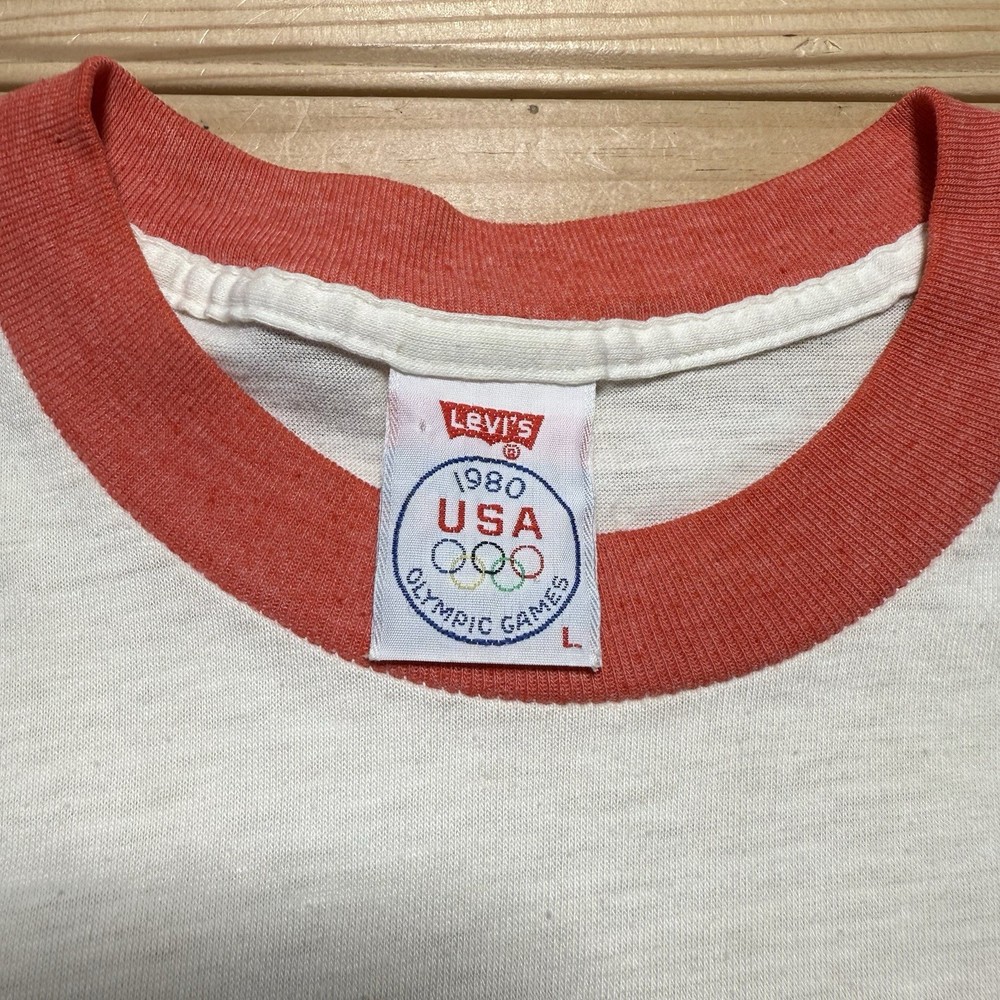 Levi's
®
1980
USA
OLYMPIC GAMES
L